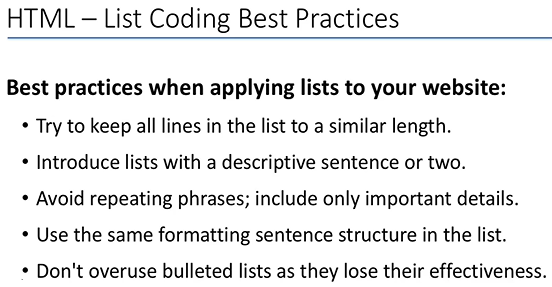 HTML – List Coding Best Practices
Best practices when applying lists to your website:
• Try to keep all lines in the list to a similar length.
• Introduce lists with a descriptive sentence or two.
• Avoid repeating phrases; include only important details.
• Use the same formatting sentence structure in the list.
• Don't overuse bulleted lists as they lose their effectiveness.